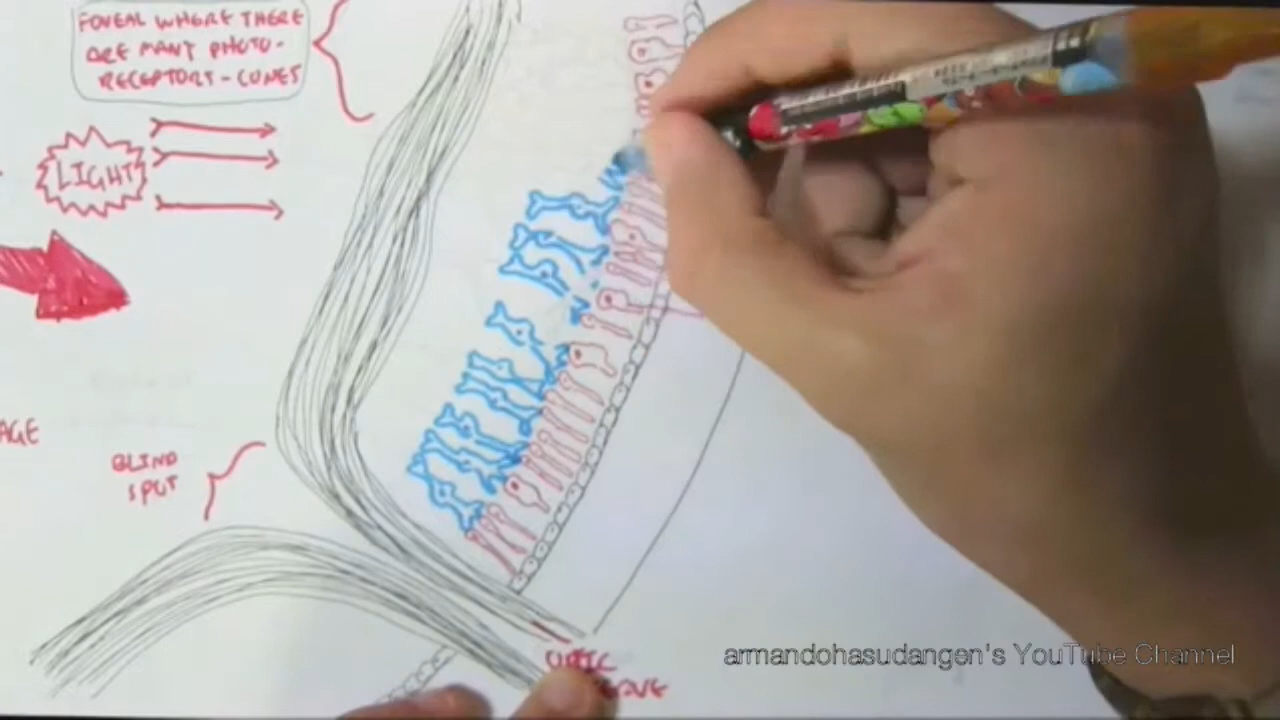 FOVEAL WHERE THERE
ARE MANY PHOTO-
RECEPTORS-CONES
LIGHT
AGE
BLIND
SPOT
OPTIC
armandohasudangen's YouTube Channel